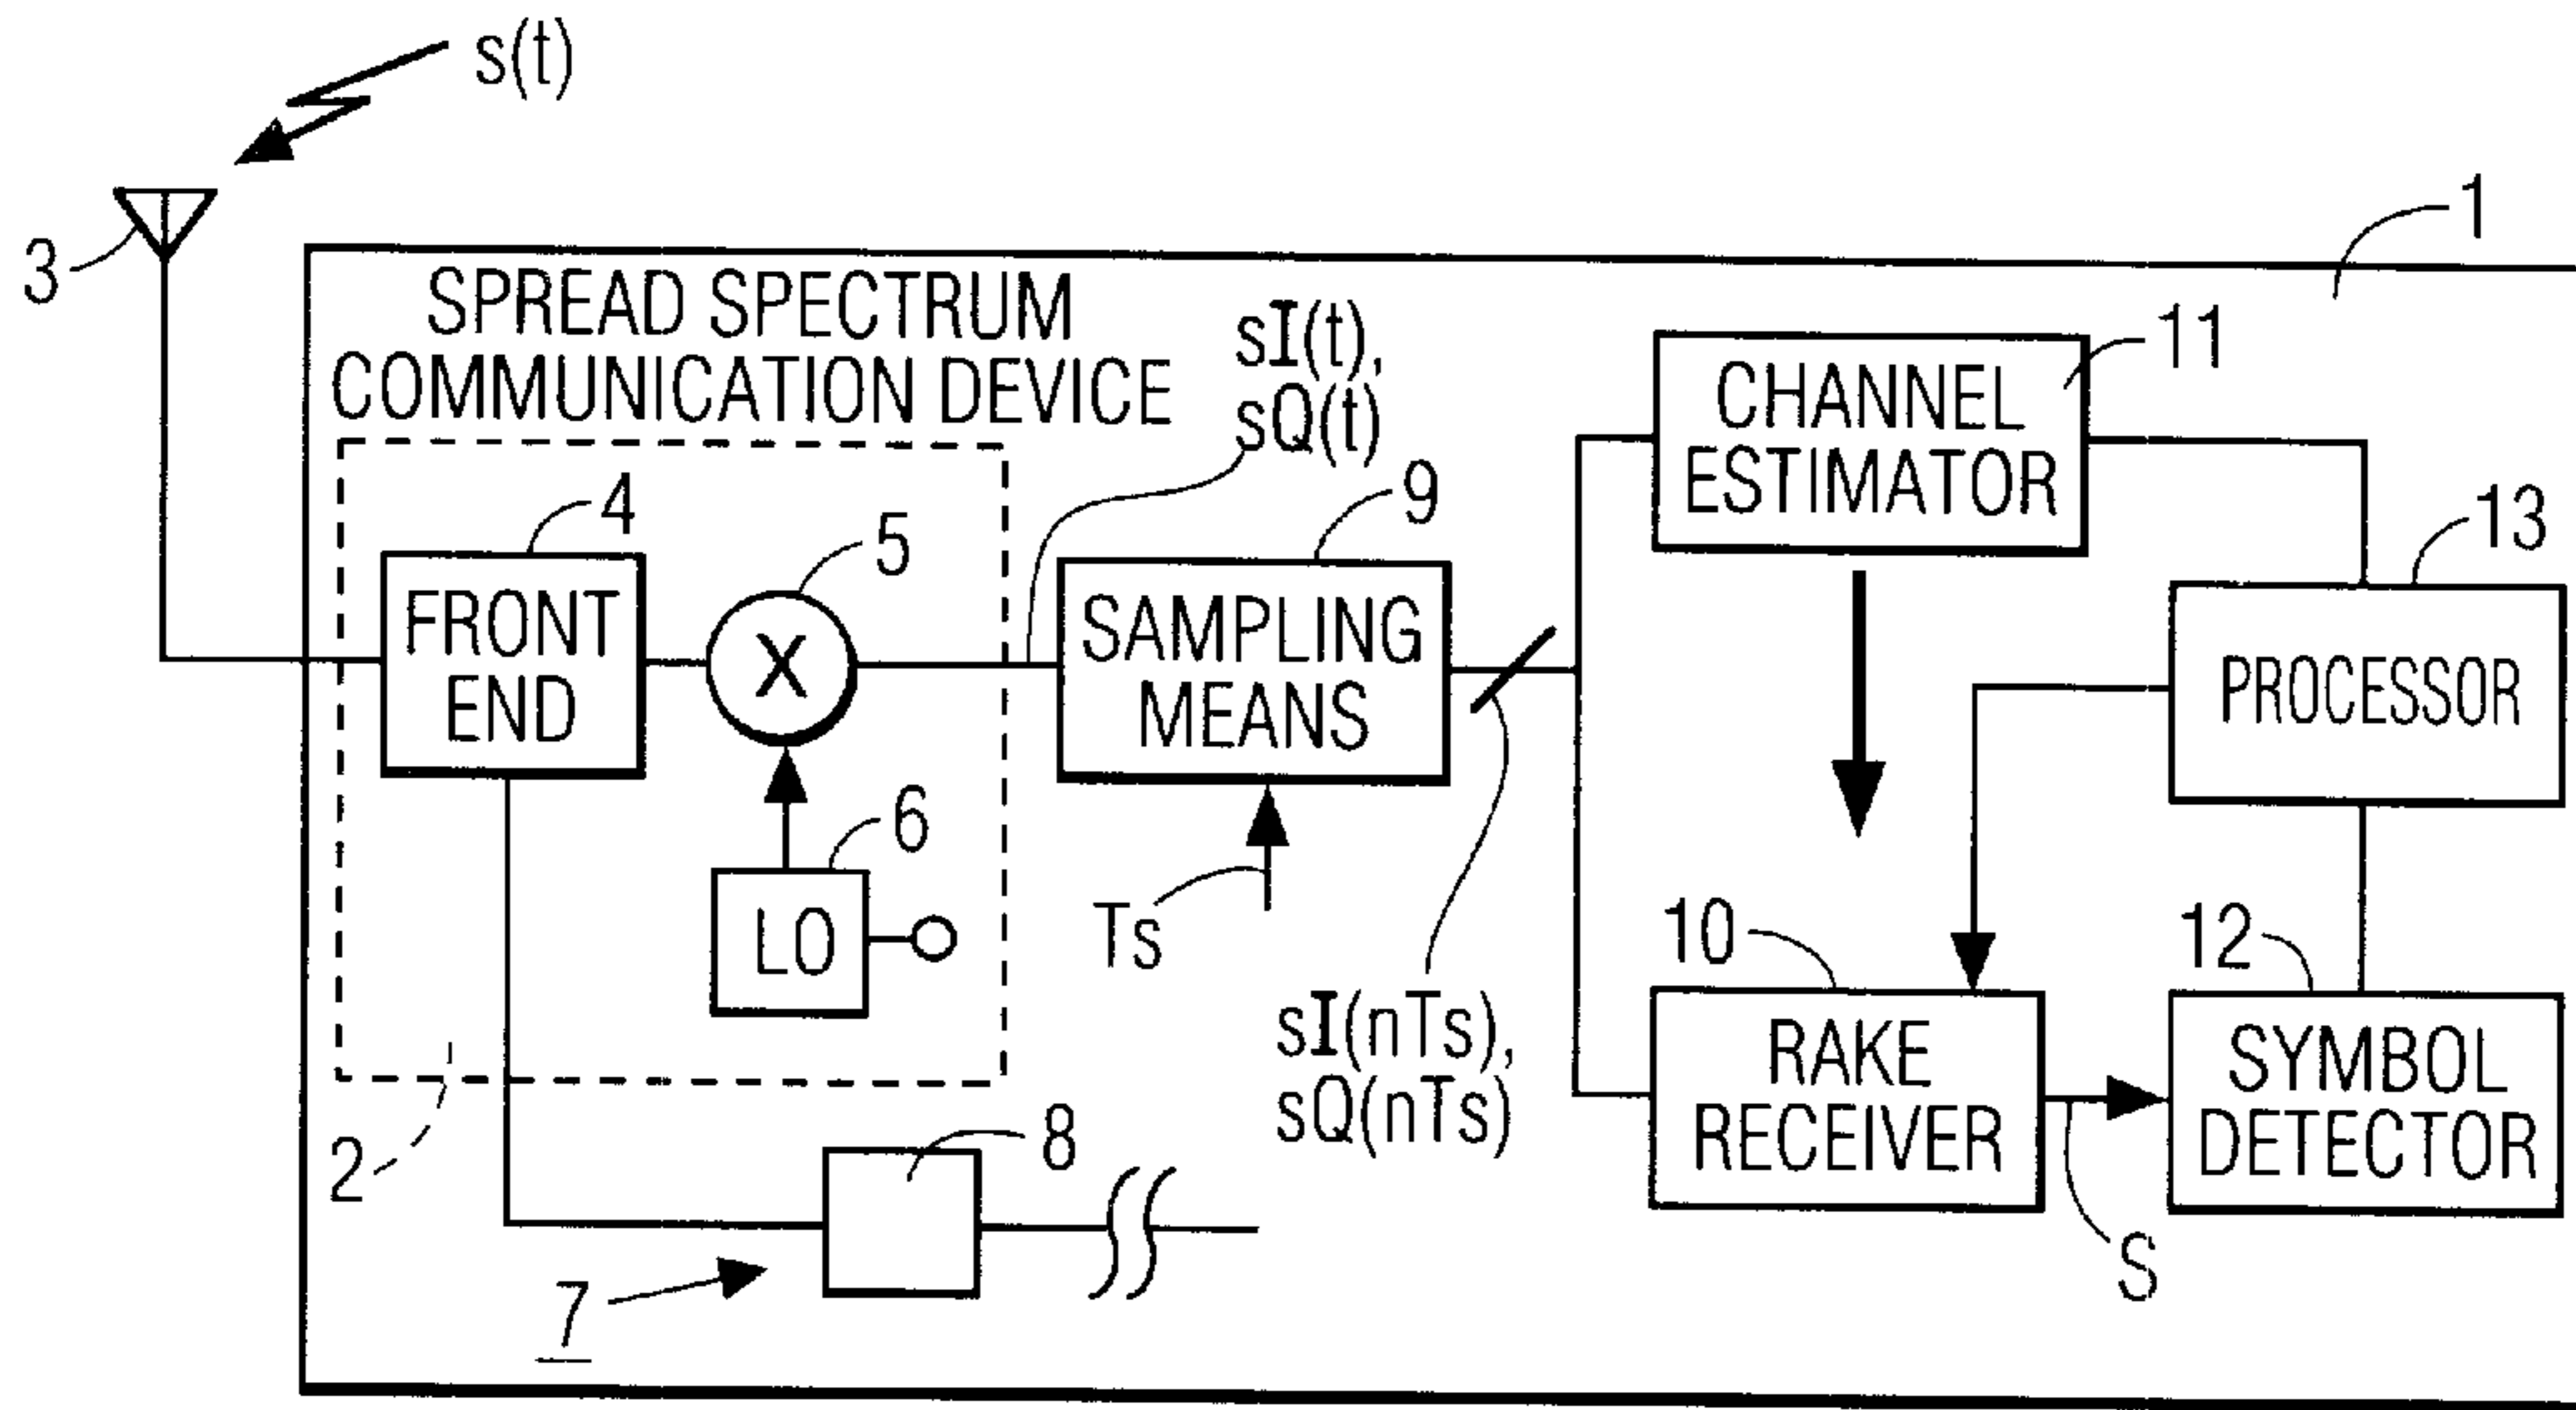 s(t)
3
1
SPREAD SPECTRUM
COMMUNICATION DEVICE
sI(t),
sQ(t)
11
CHANNEL
ESTIMATOR
4
5
9
13
FRONT
END
X
SAMPLING
MEANS
PROCESSOR
6
LO
Ts
10
12
sI(nTs),
sQ(nTs)
RAKE
RECEIVER
SYMBOL
DETECTOR
2
8
7
S